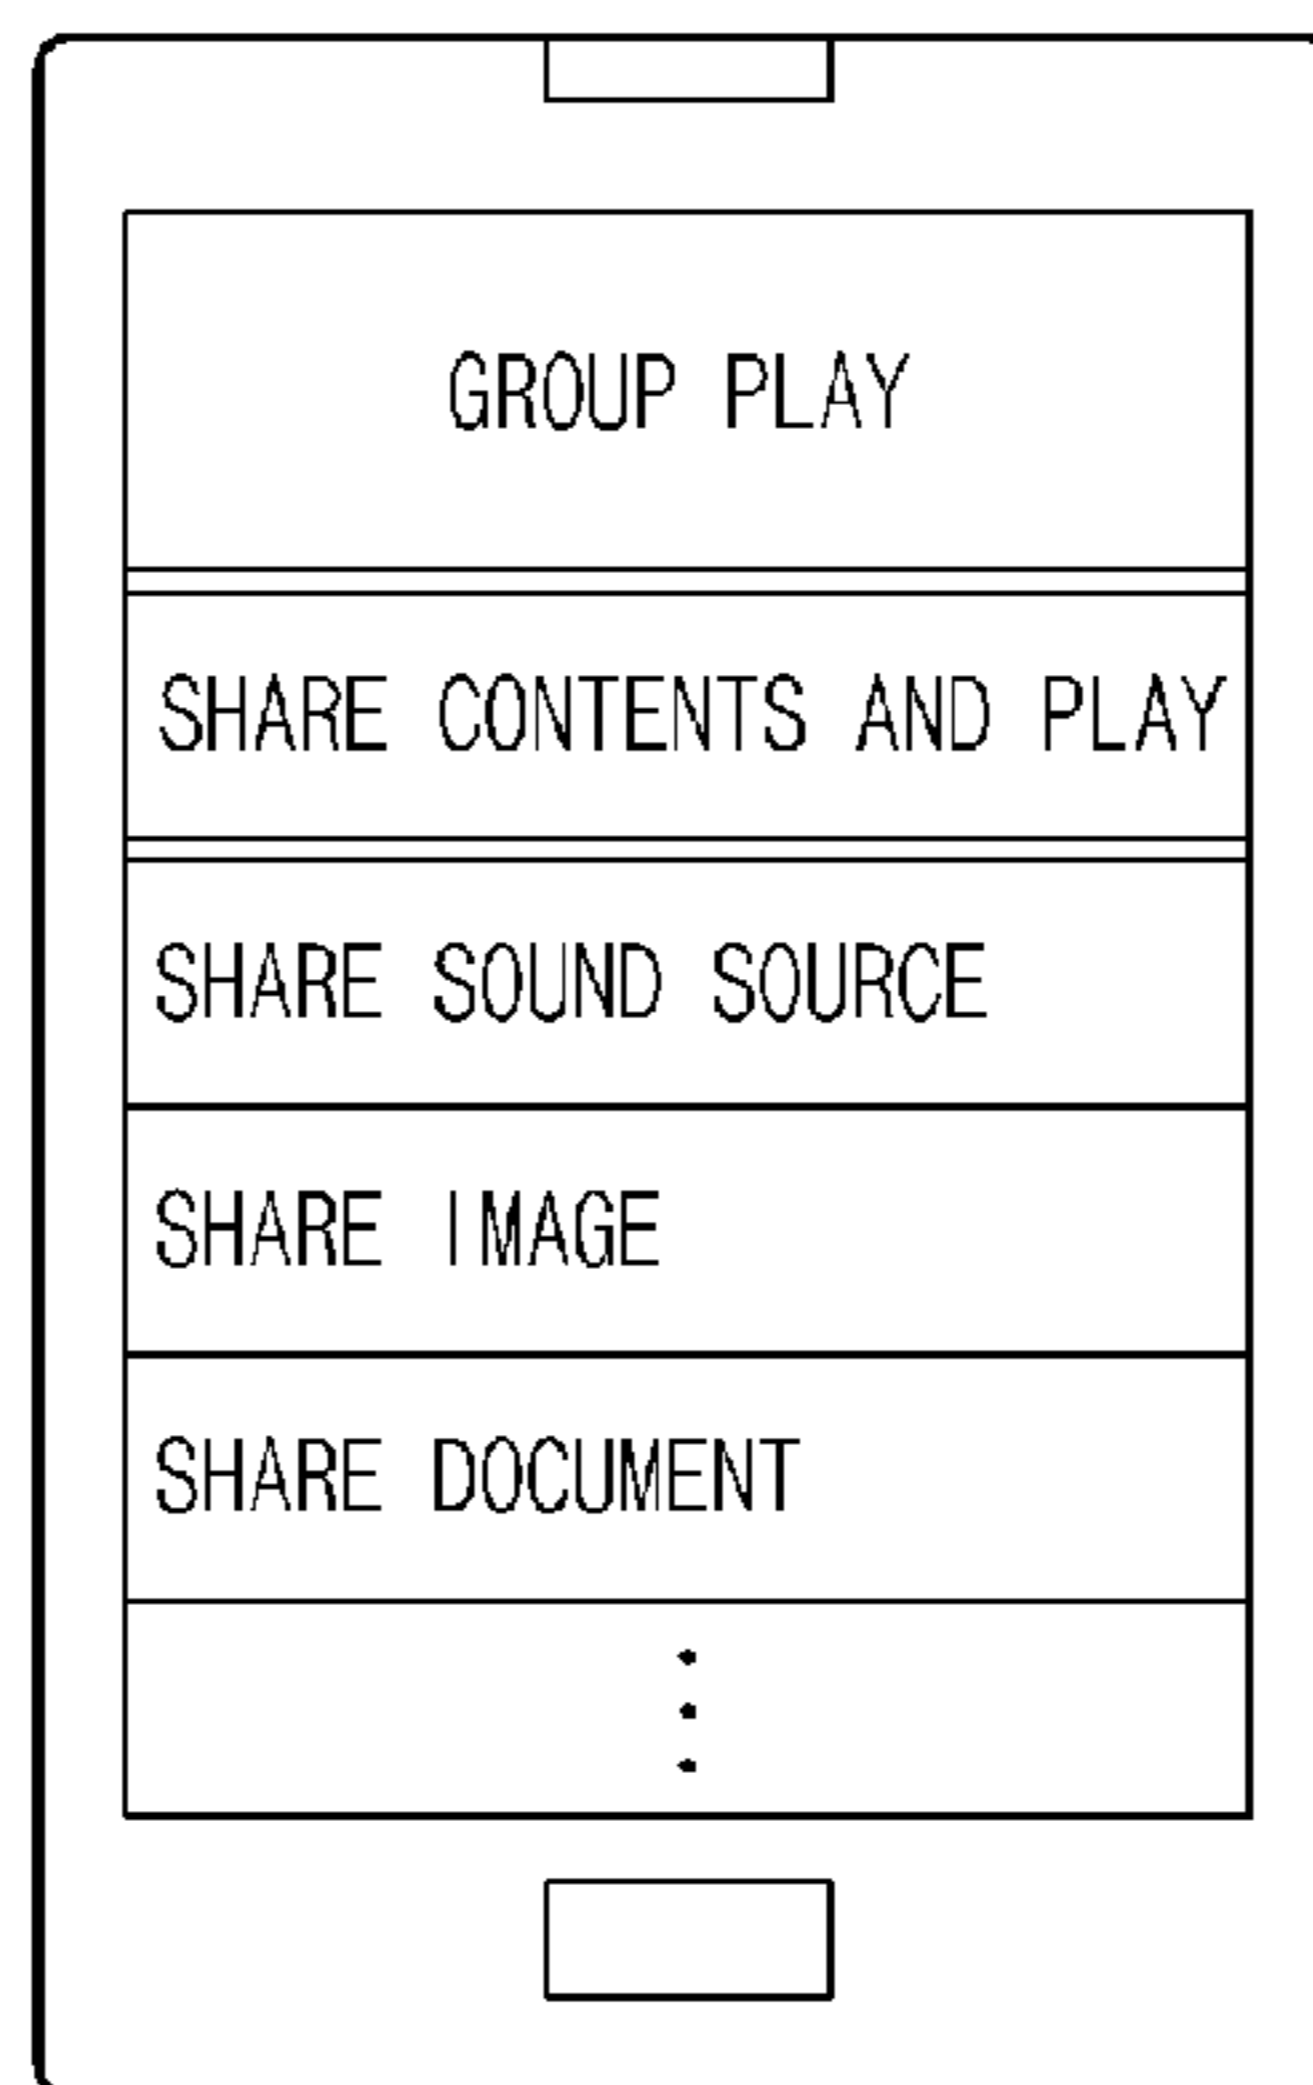 GROUP PLAY
SHARE CONTENTS AND PLAY
SHARE SOUND SOURCE
SHARE IMAGE
SHARE DOCUMENT